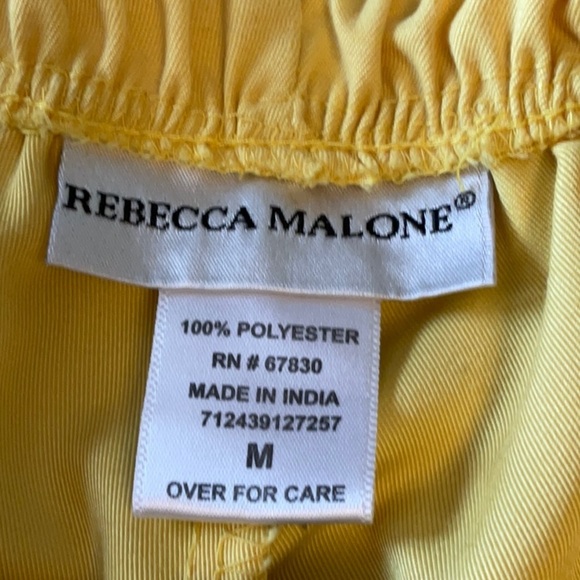 REBECCA MALONE®
100% POLYESTER
RN # 67830
MADE IN INDIA
712439127257
M
OVER FOR CARE